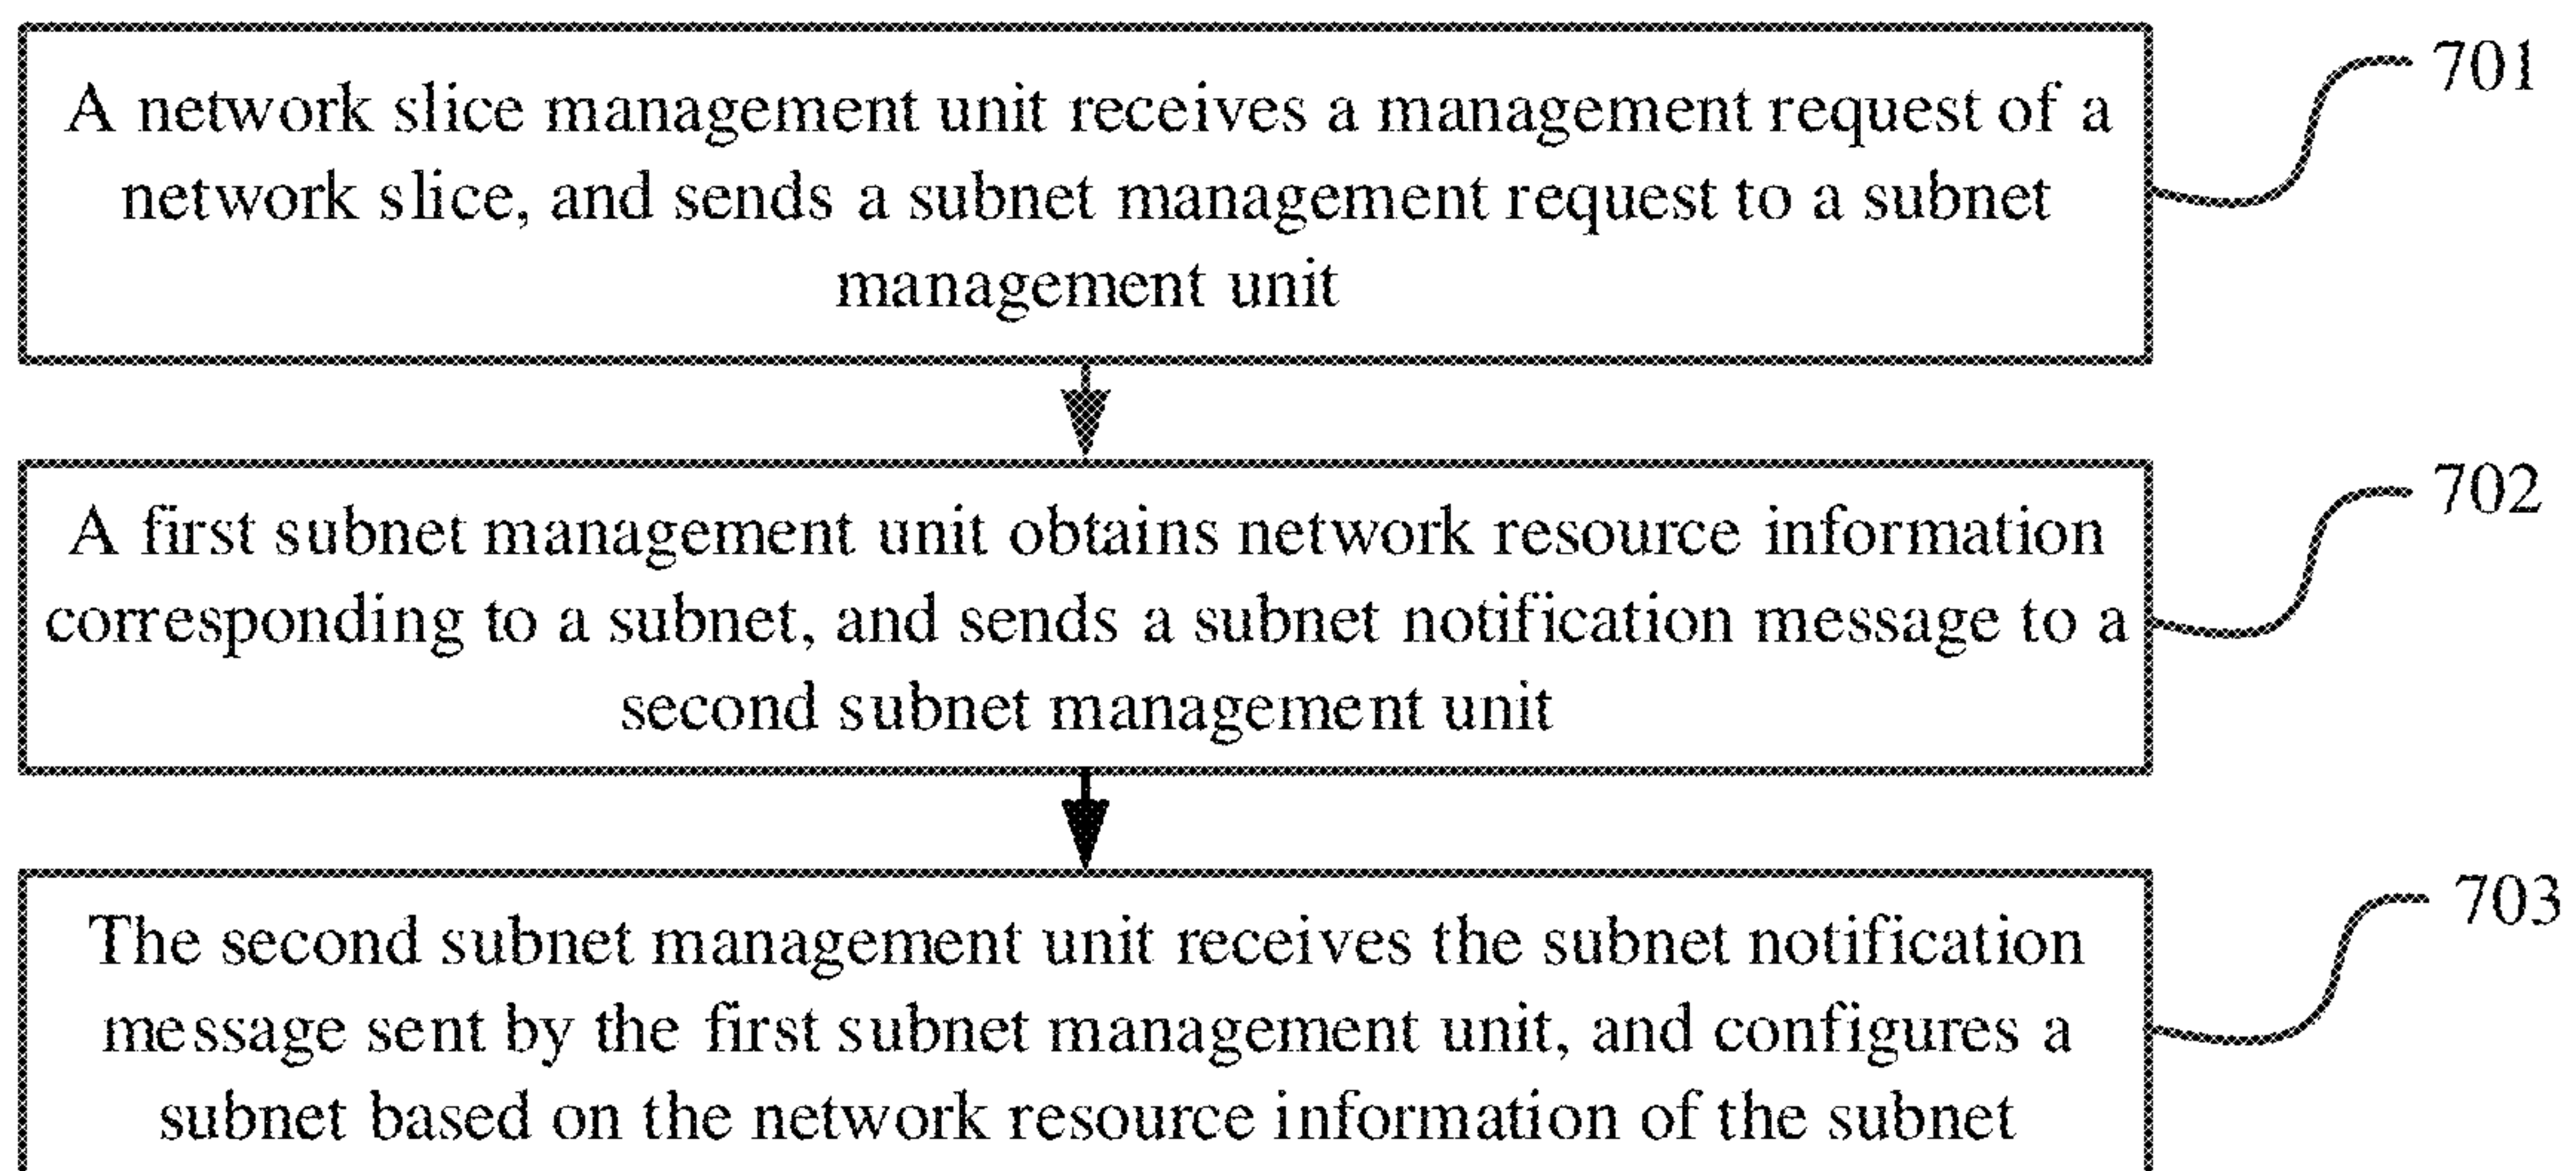 A network slice management unit receives a management request of a
network slice, and sends a subnet management request to a subnet
management unit
701
A first subnet management unit obtains network resource information
corresponding to a subnet, and sends a subnet notification message to a
second subnet management unit
702
The second subnet management unit receives the subnet notification
message sent by the first subnet management unit, and configures a
subnet based on the network resource information of the subnet
703